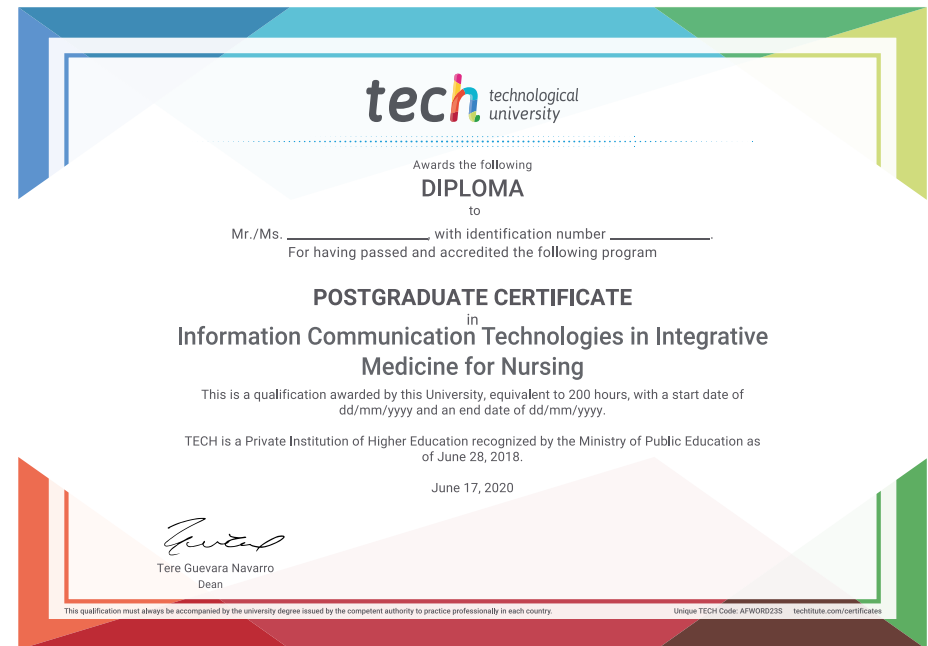 tech technological
university
Awards the following
DIPLOMA
to
Mr./Ms. ____________________, with identification number ______________.
For having passed and accredited the following program
POSTGRADUATE CERTIFICATE
in
Information Communication Technologies in Integrative
Medicine for Nursing
This is a qualification awarded by this University, equivalent to 200 hours, with a start date of
dd/mm/yyyy and an end date of dd/mm/yyyy.
TECH is a Private Institution of Higher Education recognized by the Ministry of Public Education as
of June 28, 2018.
June 17, 2020
Tere Guevara Navarro
Dean
This qualification must always be accompanied by the university degree issued by the competent authority to practice professionally in each country.
Unique TECH Code: AFWORD23S techtitute.com/certificates